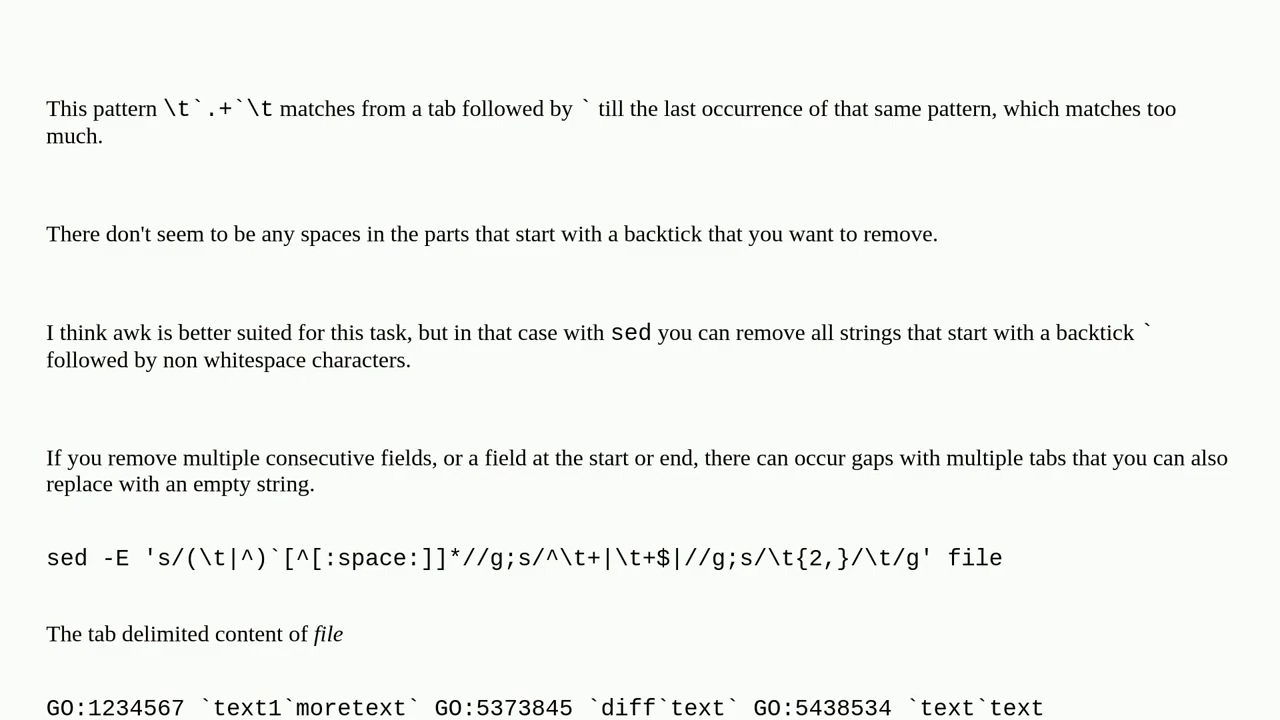 This pattern \t`.+`\t matches from a tab followed by ` till the last occurrence of that same pattern, which matches too
much.
There don't seem to be any spaces in the parts that start with a backtick that you want to remove.
I think awk is better suited for this task, but in that case with sed you can remove all strings that start with a backtick `
followed by non whitespace characters.
If you remove multiple consecutive fields, or a field at the start or end, there can occur gaps with multiple tabs that you can also
replace with an empty string.
sed -E 's/(\t|^)`[^[:space:]]*//g;s/^\t+|\t+$|//g;s/\t{2,}/\t/g' file
The tab delimited content of file
GO:1234567 `text1`moretext` GO:5373845 `diff`text` GO:5438534 `text`text